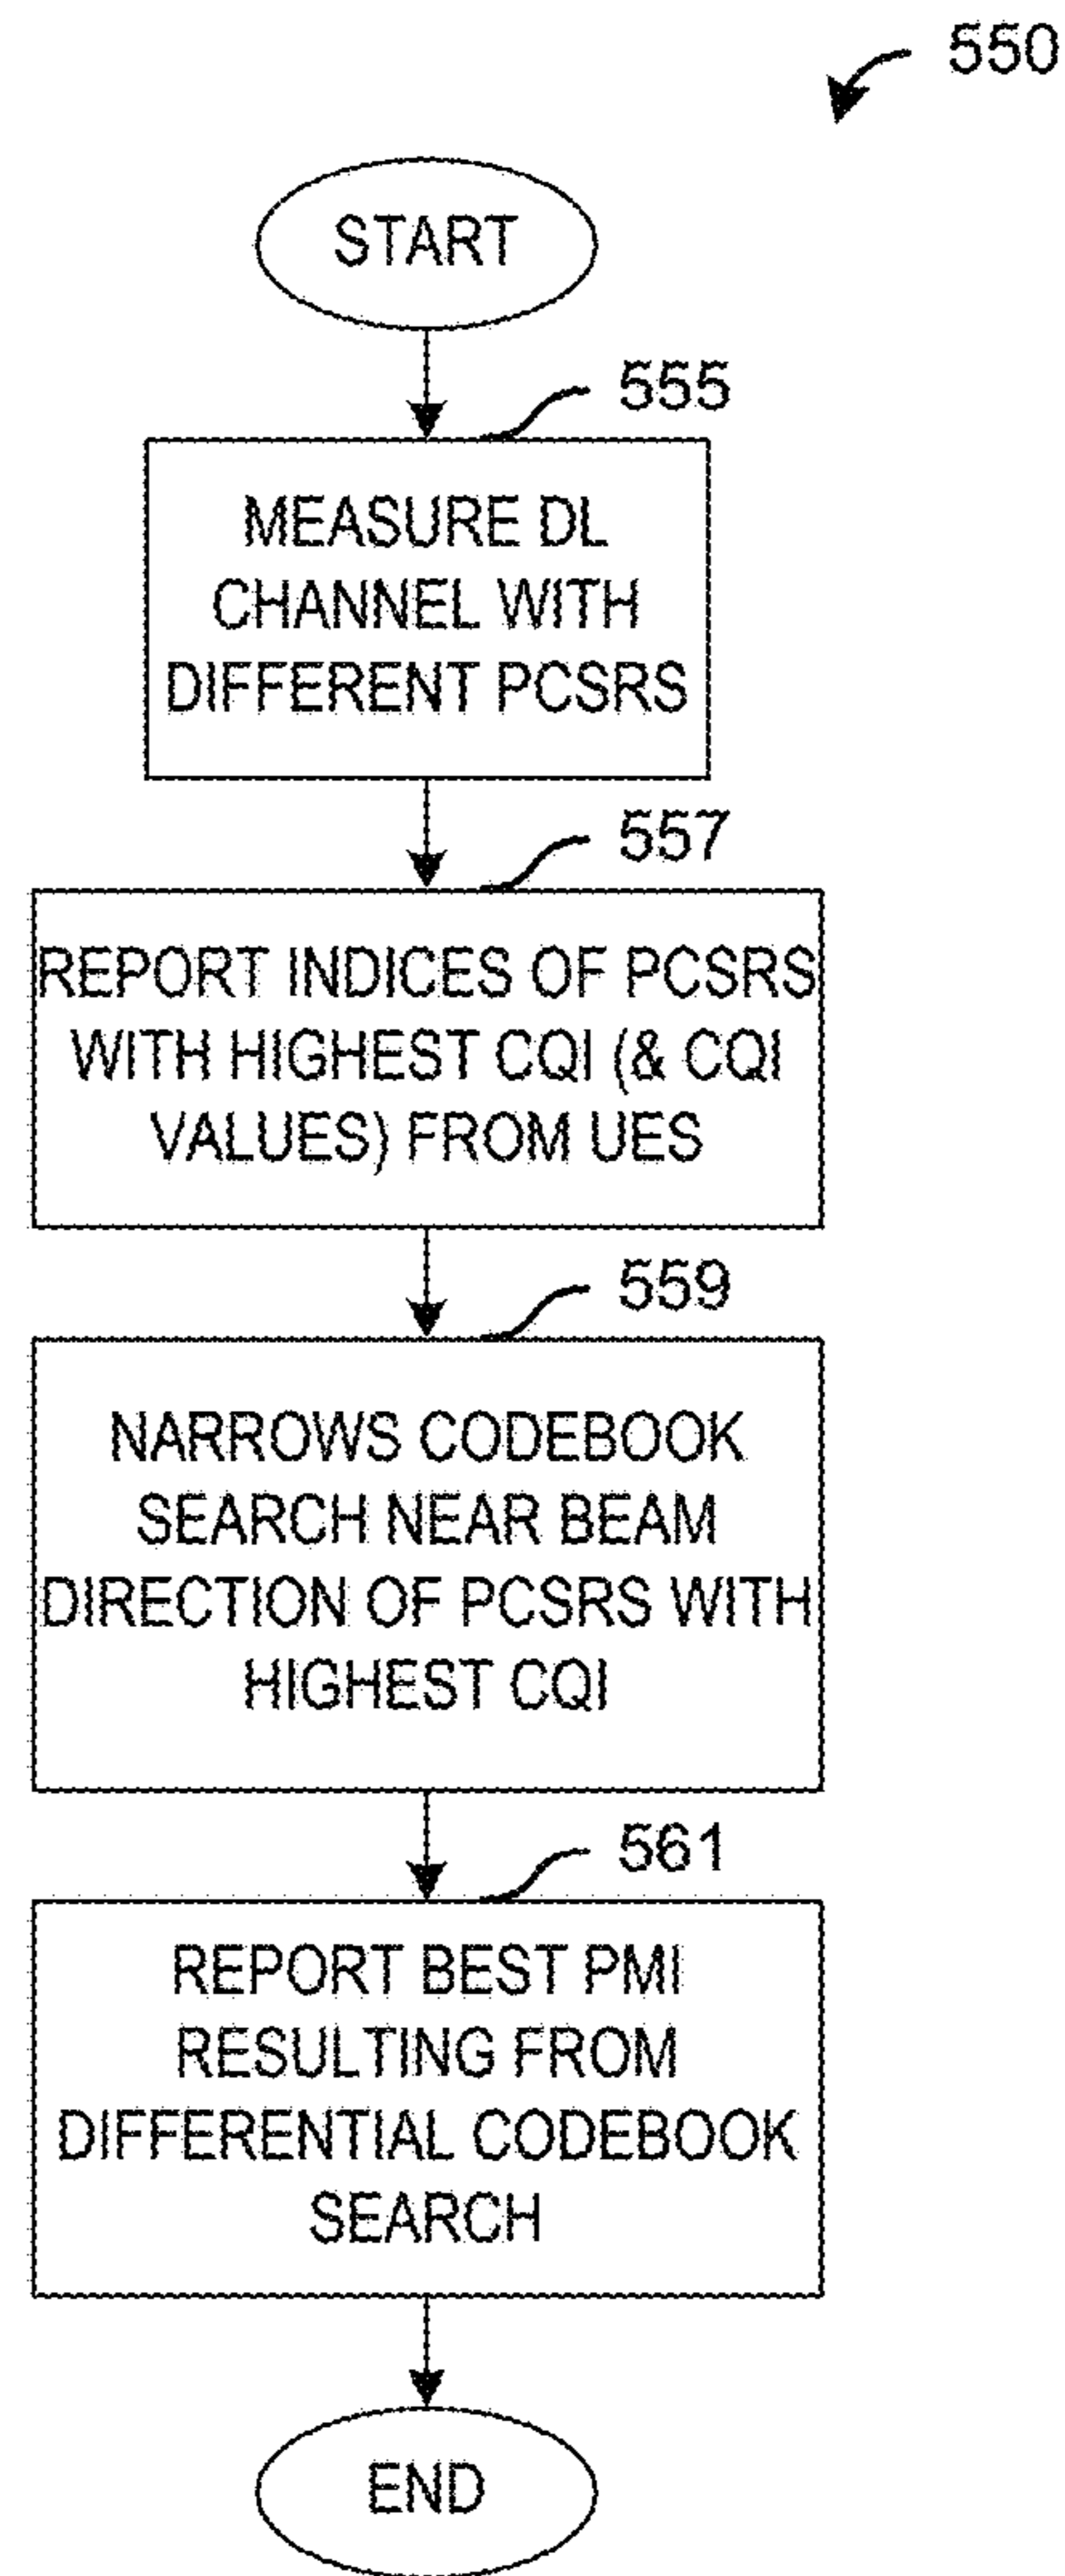 550
START
555
MEASURE DL
CHANNEL WITH
DIFFERENT PCSRS
557
REPORT INDICES OF PCSRS
WITH HIGHEST CQI (& CQI
VALUES) FROM UES
559
NARROWS CODEBOOK
SEARCH NEAR BEAM
DIRECTION OF PCSRS WITH
HIGHEST CQI
561
REPORT BEST PMI
RESULTING FROM
DIFFERENTIAL CODEBOOK
SEARCH
END